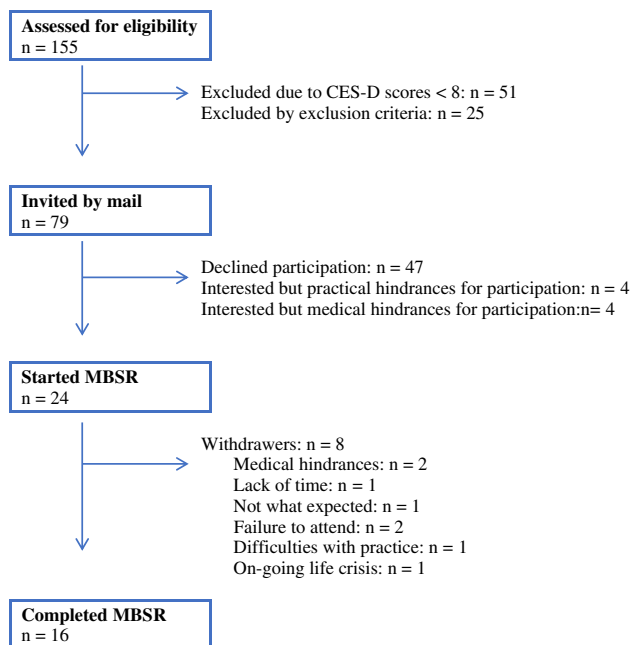 Assessed for eligibility
n = 155
Excluded due to CES-D scores < 8: n = 51
Excluded by exclusion criteria: n = 25
Invited by mail
n = 79
Declined participation: n = 47
Interested but practical hindrances for participation: n = 4
Interested but medical hindrances for participation:n= 4
Started MBSR
n = 24
Withdrawers: n = 8
Medical hindrances: n = 2
Lack of time: n = 1
Not what expected: n = 1
Failure to attend: n = 2
Difficulties with practice: n = 1
On-going life crisis: n = 1
Completed MBSR
n = 16